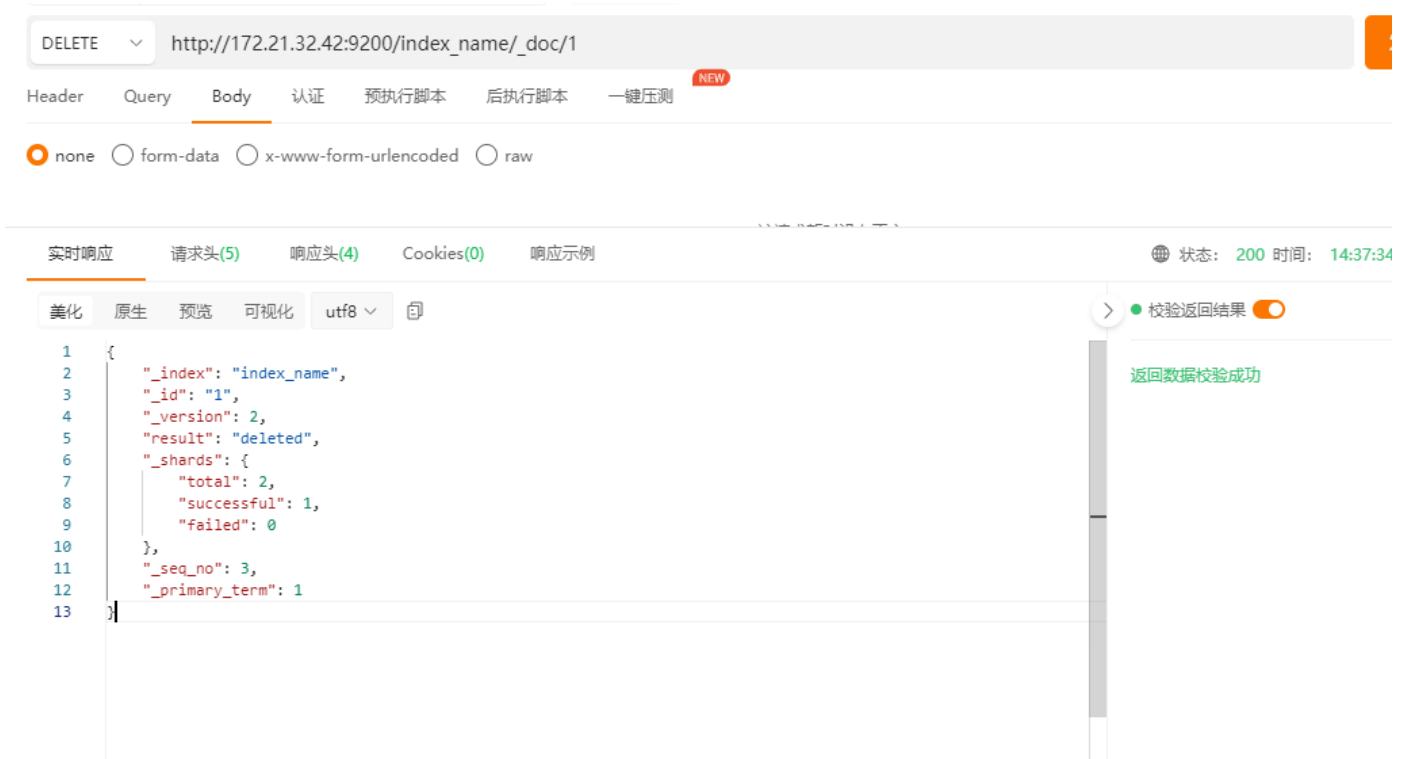 DELETE http://172.21.32.42:9200/index_name/_doc/1
NEW
Header Query Body 认证 预执行脚本 后执行脚本 一键压测
none form-data x-www-form-urlencoded raw
实时响应 请求头(5) 响应头(4) Cookies(0) 响应示例 状态: 200 时间: 14:37:34
美化 原生 预览 可视化 utf8 校验返回结果
1 {
2 "_index": "index_name",
3 "_id": "1",
4 "_version": 2,
5 "result": "deleted",
6 "_shards": {
7 "total": 2,
8 "successful": 1,
9 "failed": 0
10 },
11 "_seq_no": 3,
12 "_primary_term": 1
13 }
返回数据校验成功